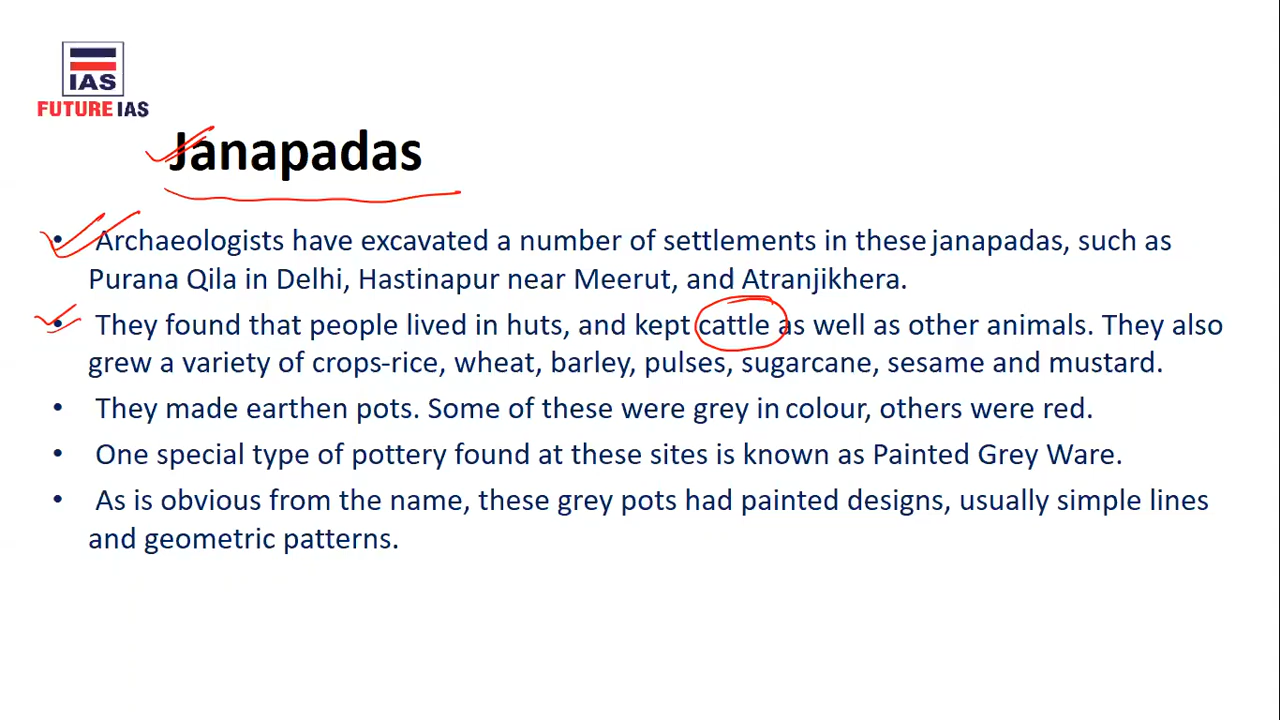 IAS
FUTURE IAS
Janapadas
• Archaeologists have excavated a number of settlements in these janapadas, such as
Purana Qila in Delhi, Hastinapur near Meerut, and Atranjikhera.
• They found that people lived in huts, and kept cattle as well as other animals. They also
grew a variety of crops-rice, wheat, barley, pulses, sugarcane, sesame and mustard.
• They made earthen pots. Some of these were grey in colour, others were red.
• One special type of pottery found at these sites is known as Painted Grey Ware.
• As is obvious from the name, these grey pots had painted designs, usually simple lines
and geometric patterns.